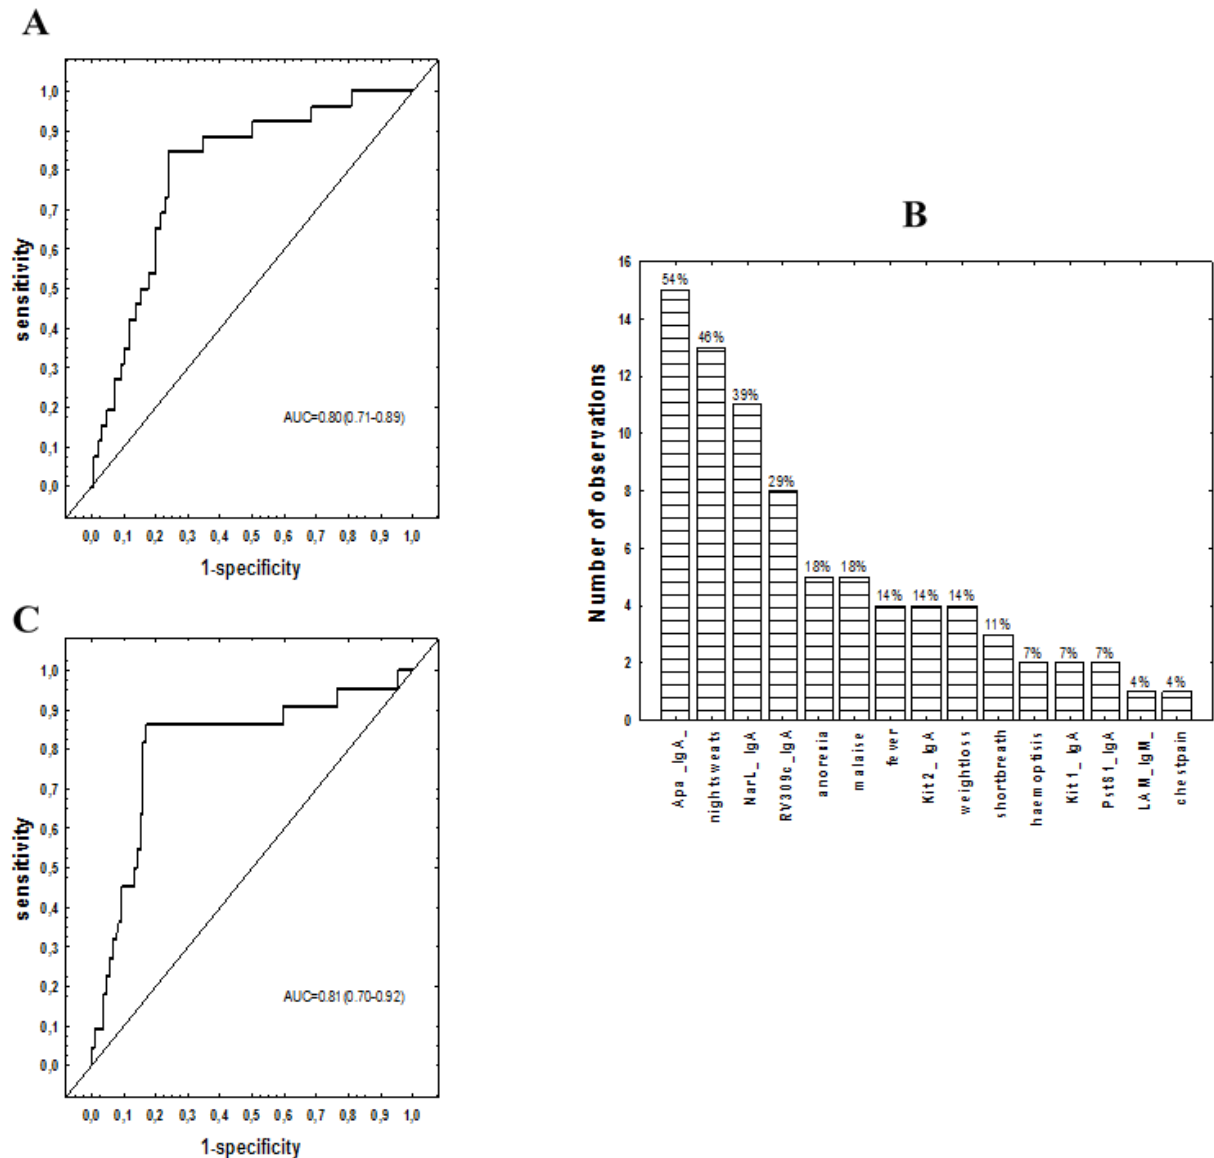 A
1,0
0,9
0,8
0,7
0,6
0,5
0,4
0,3
0,2
0,1
0,0
sensitivity
AUC=0.80(0.71-0.89)
0,0 0,1 0,2 0,3 0,4 0,5 0,6 0,7 0,8 0,9 1,0
1-specificity
B
16
14
12
10
8
6
4
2
0
Number of observations
54%
46%
39%
29%
18%
18%
14%
14%
14%
11%
7%
7%
7%
4%
4%
Apa_IgA_
nightsweats
NarL_IgA
RV309c_IgA
anorexia
malaise
fever
Kit2_IgA
weightloss
shortbreath
haemoptisis
Kit1_IgA
PstS1_IgA
LAM_IgM_
chestpain
C
1,0
0,9
0,8
0,7
0,6
0,5
0,4
0,3
0,2
0,1
0,0
sensitivity
AUC=0.81(0.70-0.92)
0,0 0,1 0,2 0,3 0,4 0,5 0,6 0,7 0,8 0,9 1,0
1-specificity